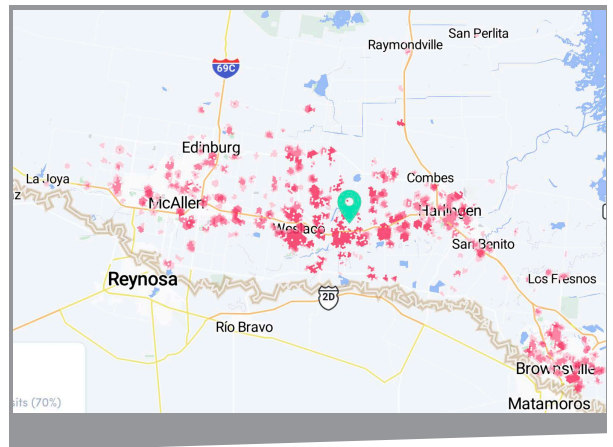 San Perlita
Raymondville
69C
Edinburg
La Joya
Combes
z
McAllen
Harlingen
Weslaco
San Benito
Reynosa
Los Fresnos
2D
Río Bravo
Brownsville
sits (70%)
Matamoros